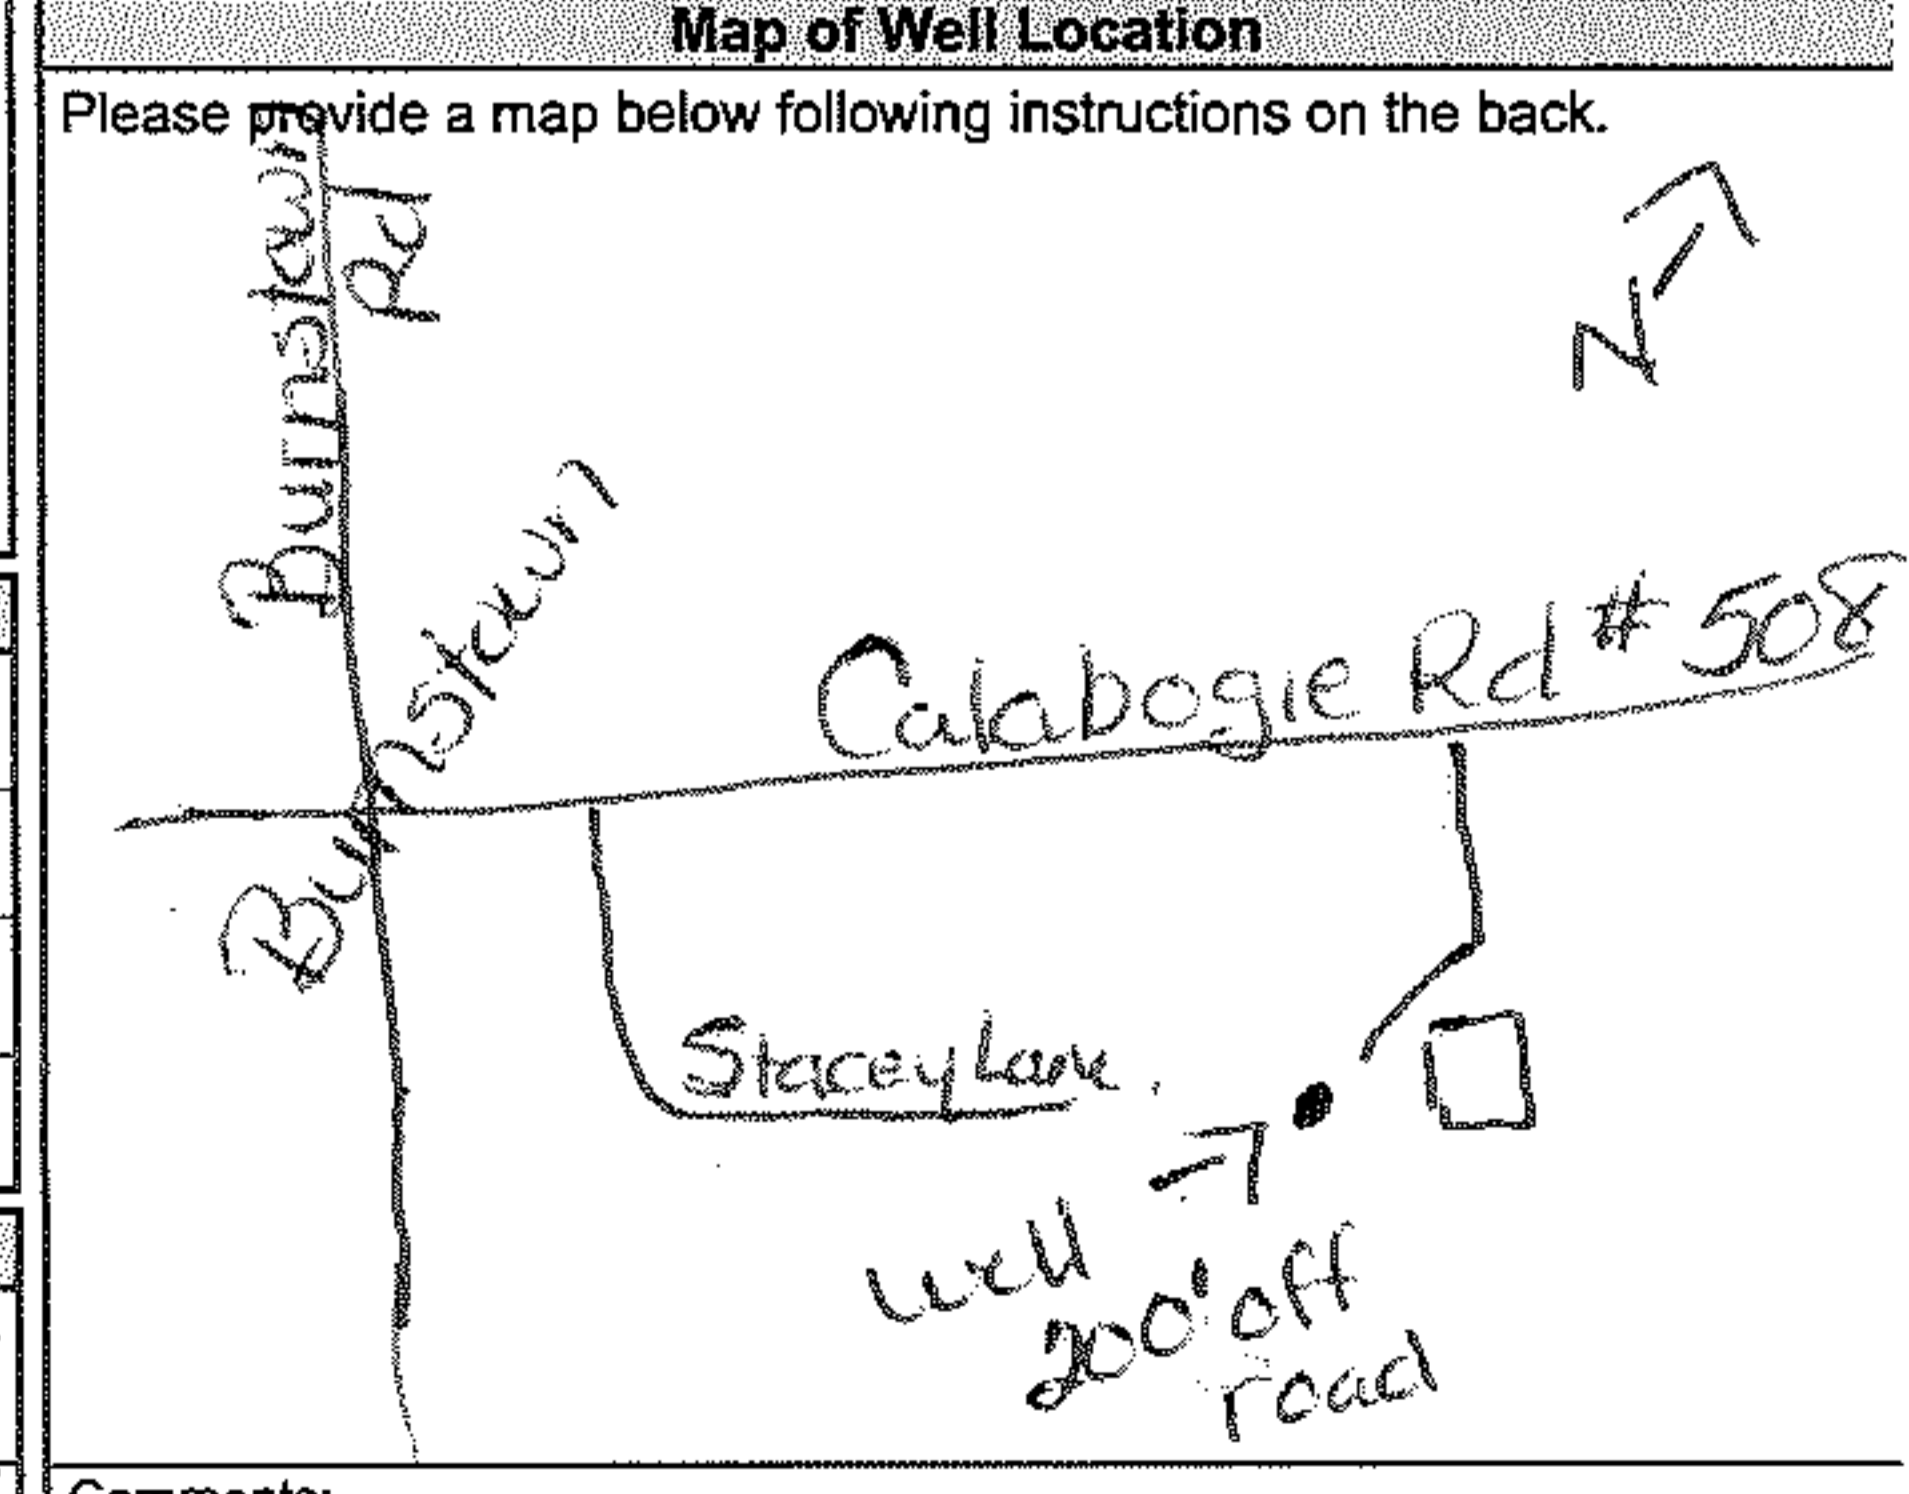 Map of Well Location
Please provide a map below following instructions on the back.
N
Burnstown
Rd
Burnstown
Calabogie Rd # 508
Stacey Lane
well
200' off
road
Comments: